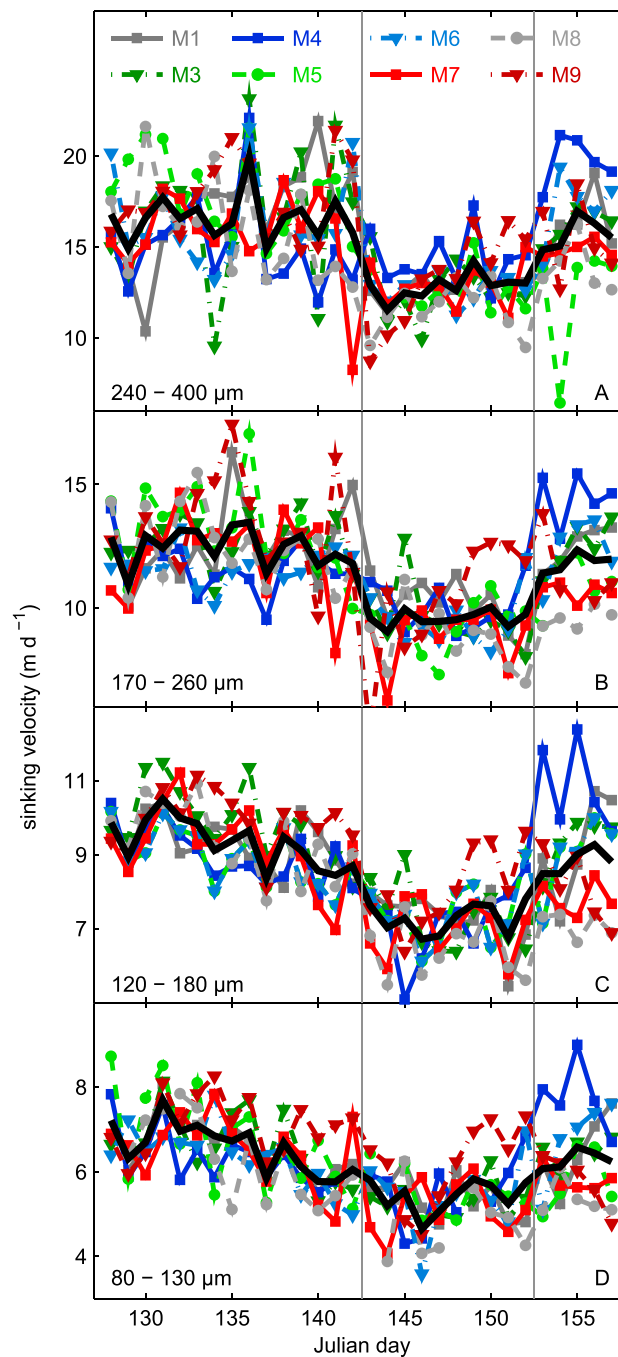 M1 M4 M6 M8
M3 M5 M7 M9
20
15
10
240 − 400 µm A
15
10
170 − 260 µm B
sinking velocity (m d⁻¹)
11
9
7
120 − 180 µm C
8
6
4
80 − 130 µm D
130 135 140 145 150 155
Julian day